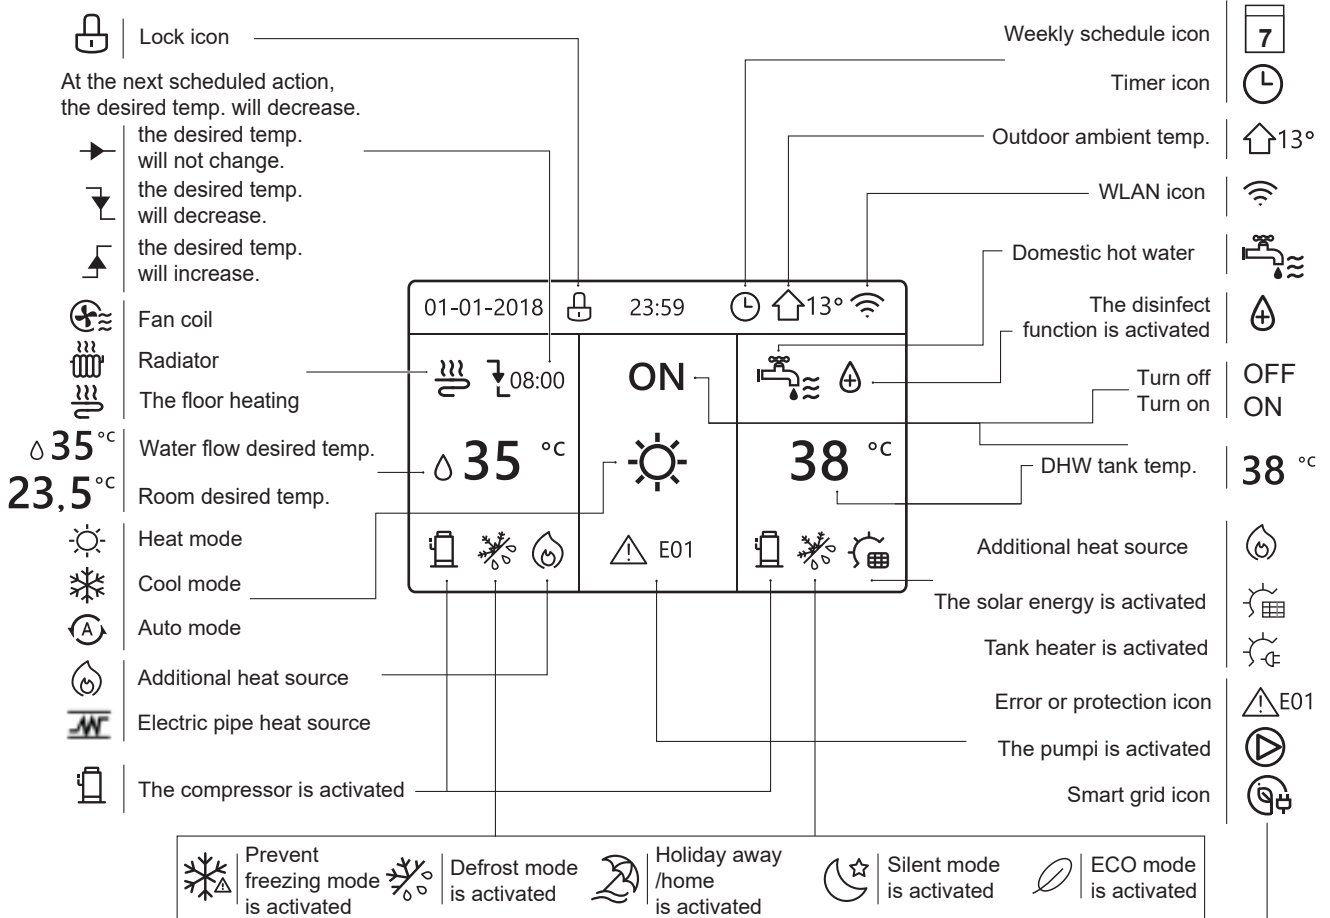 Lock icon
At the next scheduled action,
the desired temp. will decrease.
the desired temp.
will not change.
the desired temp.
will decrease.
the desired temp.
will increase.
Fan coil
Radiator
The floor heating
35°C
Water flow desired temp.
23,5°C
Room desired temp.
Heat mode
Cool mode
A
Auto mode
Additional heat source
Electric pipe heat source
The compressor is activated
01-01-2018
23:59
13°
08:00
ON
35 °C
38 °C
E01
Weekly schedule icon
7
Timer icon
Outdoor ambient temp.
13°
WLAN icon
Domestic hot water
The disinfect
function is activated
Turn off
OFF
Turn on
ON
DHW tank temp.
38 °C
Additional heat source
The solar energy is activated
Tank heater is activated
Error or protection icon
E01
The pumpi is activated
Smart grid icon
Prevent
freezing mode
is activated
Defrost mode
is activated
Holiday away
/home
is activated
Silent mode
is activated
ECO mode
is activated